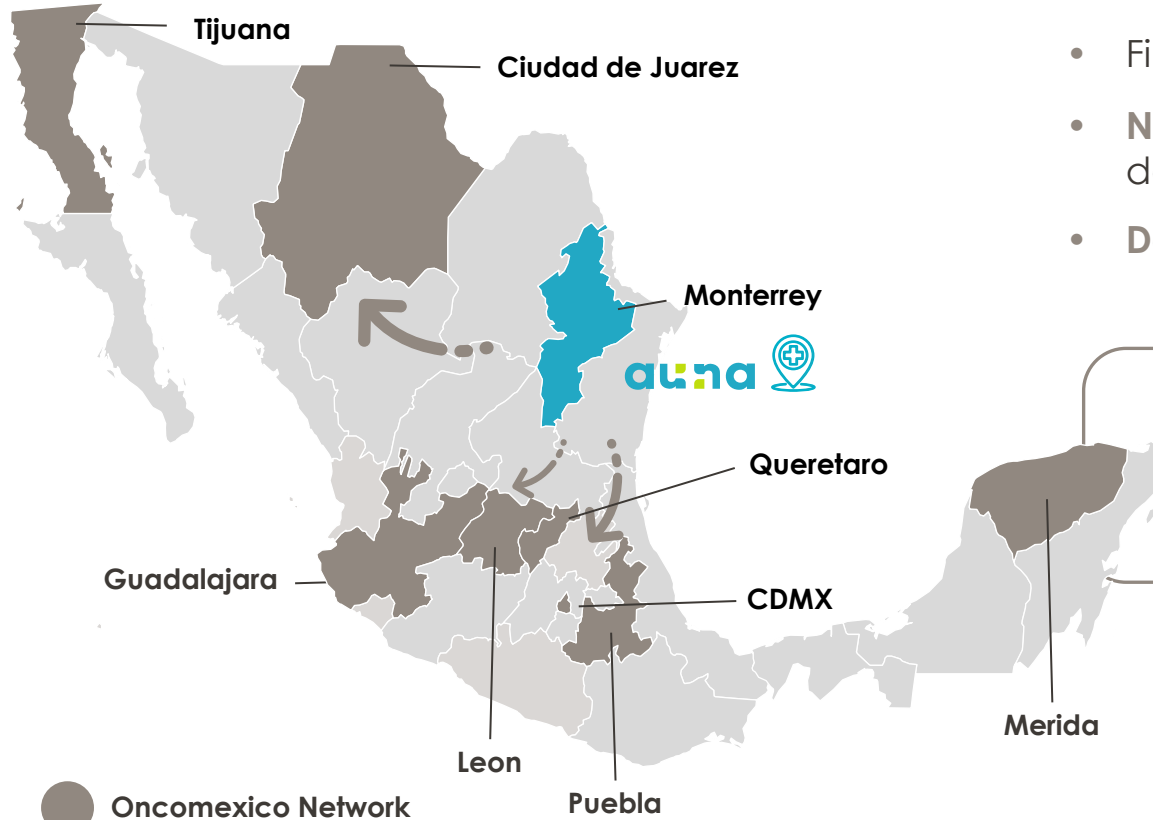 Tijuana
Ciudad de Juarez
Monterrey
auna
Queretaro
Guadalajara
CDMX
Merida
Leon
Puebla
Oncomexico Network